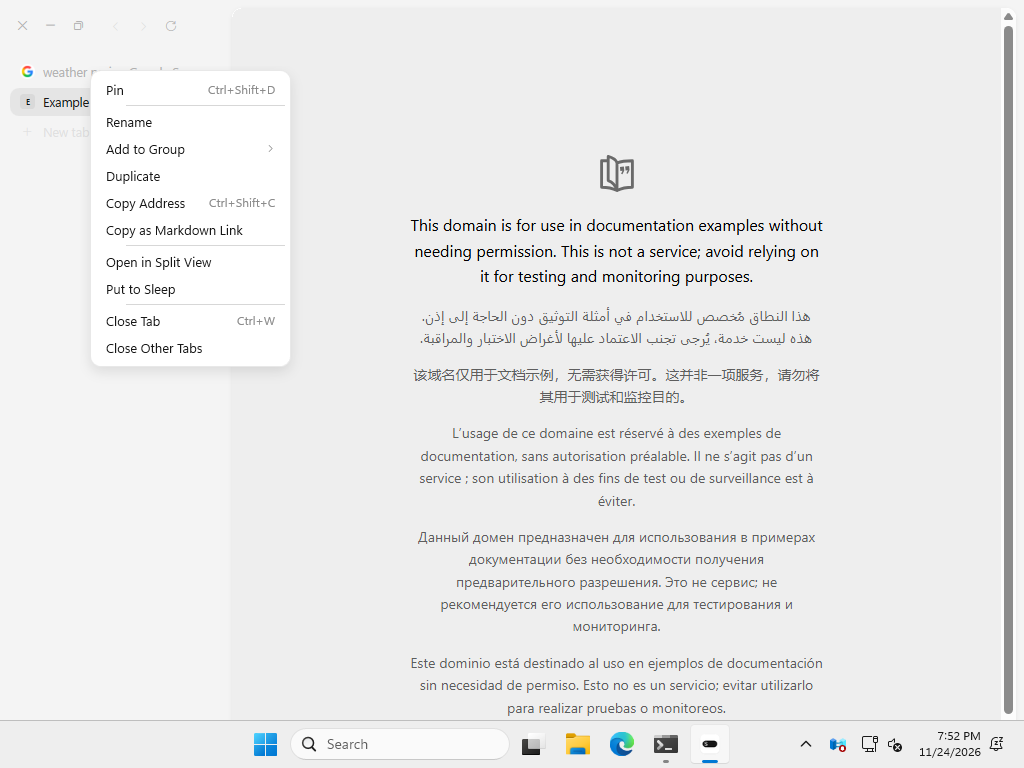 weather
E Example
New tab
Pin Ctrl+Shift+D
Rename
Add to Group
Duplicate
Copy Address Ctrl+Shift+C
Copy as Markdown Link
Open in Split View
Put to Sleep
Close Tab Ctrl+W
Close Other Tabs
This domain is for use in documentation examples without
needing permission. This is not a service; avoid relying on
it for testing and monitoring purposes.
هذا النطاق مُخصص للاستخدام في أمثلة التوثيق دون الحاجة إلى إذن.
هذه ليست خدمة، يُرجى تجنب الاعتماد عليها لأغراض الاختبار والمراقبة.
该域名仅用于文档示例，无需获得许可。这并非一项服务，请勿将
其用于测试和监控目的。
L’usage de ce domaine est réservé à des exemples de
documentation, sans autorisation préalable. Il ne s’agit pas d’un
service ; son utilisation à des fins de test ou de surveillance est à
éviter.
Данный домен предназначен для использования в примерах
документации без необходимости получения
предварительного разрешения. Это не сервис; не
рекомендуется его использование для тестирования и
мониторинга.
Este dominio está destinado al uso en ejemplos de documentación
sin necesidad de permiso. Esto no es un servicio; evitar utilizarlo
para realizar pruebas o monitoreos.
Search
7:52 PM
11/24/2026